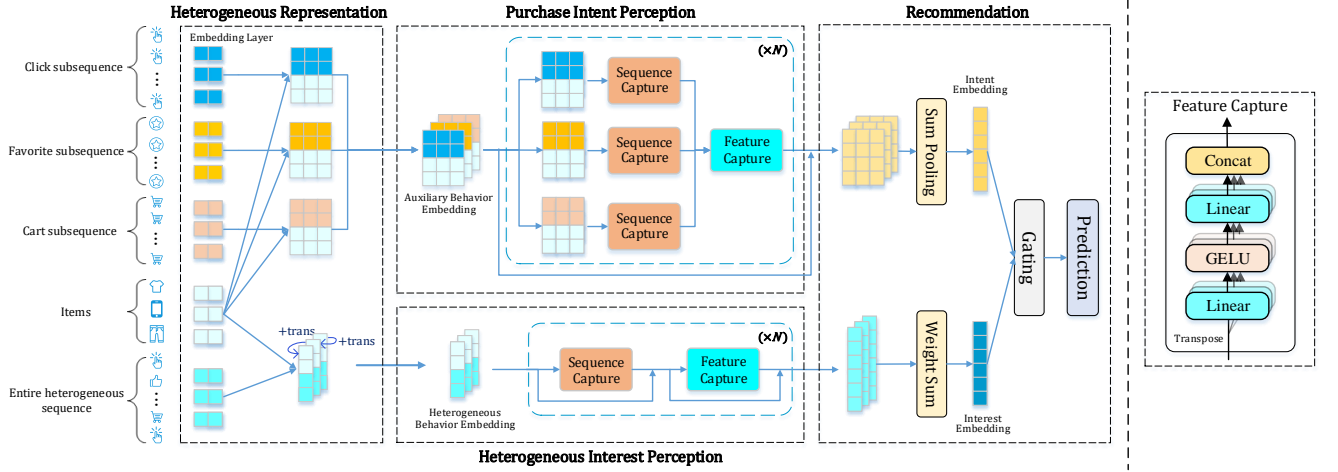 Heterogeneous Representation
Purchase Intent Perception
Recommendation
Embedding Layer
Click subsequence
Favorite subsequence
Cart subsequence
Items
Entire heterogeneous
sequence
+trans
+trans
Auxiliary Behavior
Embedding
(×N)
Sequence
Capture
Sequence
Capture
Sequence
Capture
Feature
Capture
Heterogeneous
Behavior Embedding
(×N)
Sequence
Capture
Feature
Capture
Heterogeneous Interest Perception
Sum Pooling
Intent
Embedding
Weight Sum
Interest
Embedding
Gating
Prediction
Feature Capture
Concat
Linear
GELU
Linear
Transpose